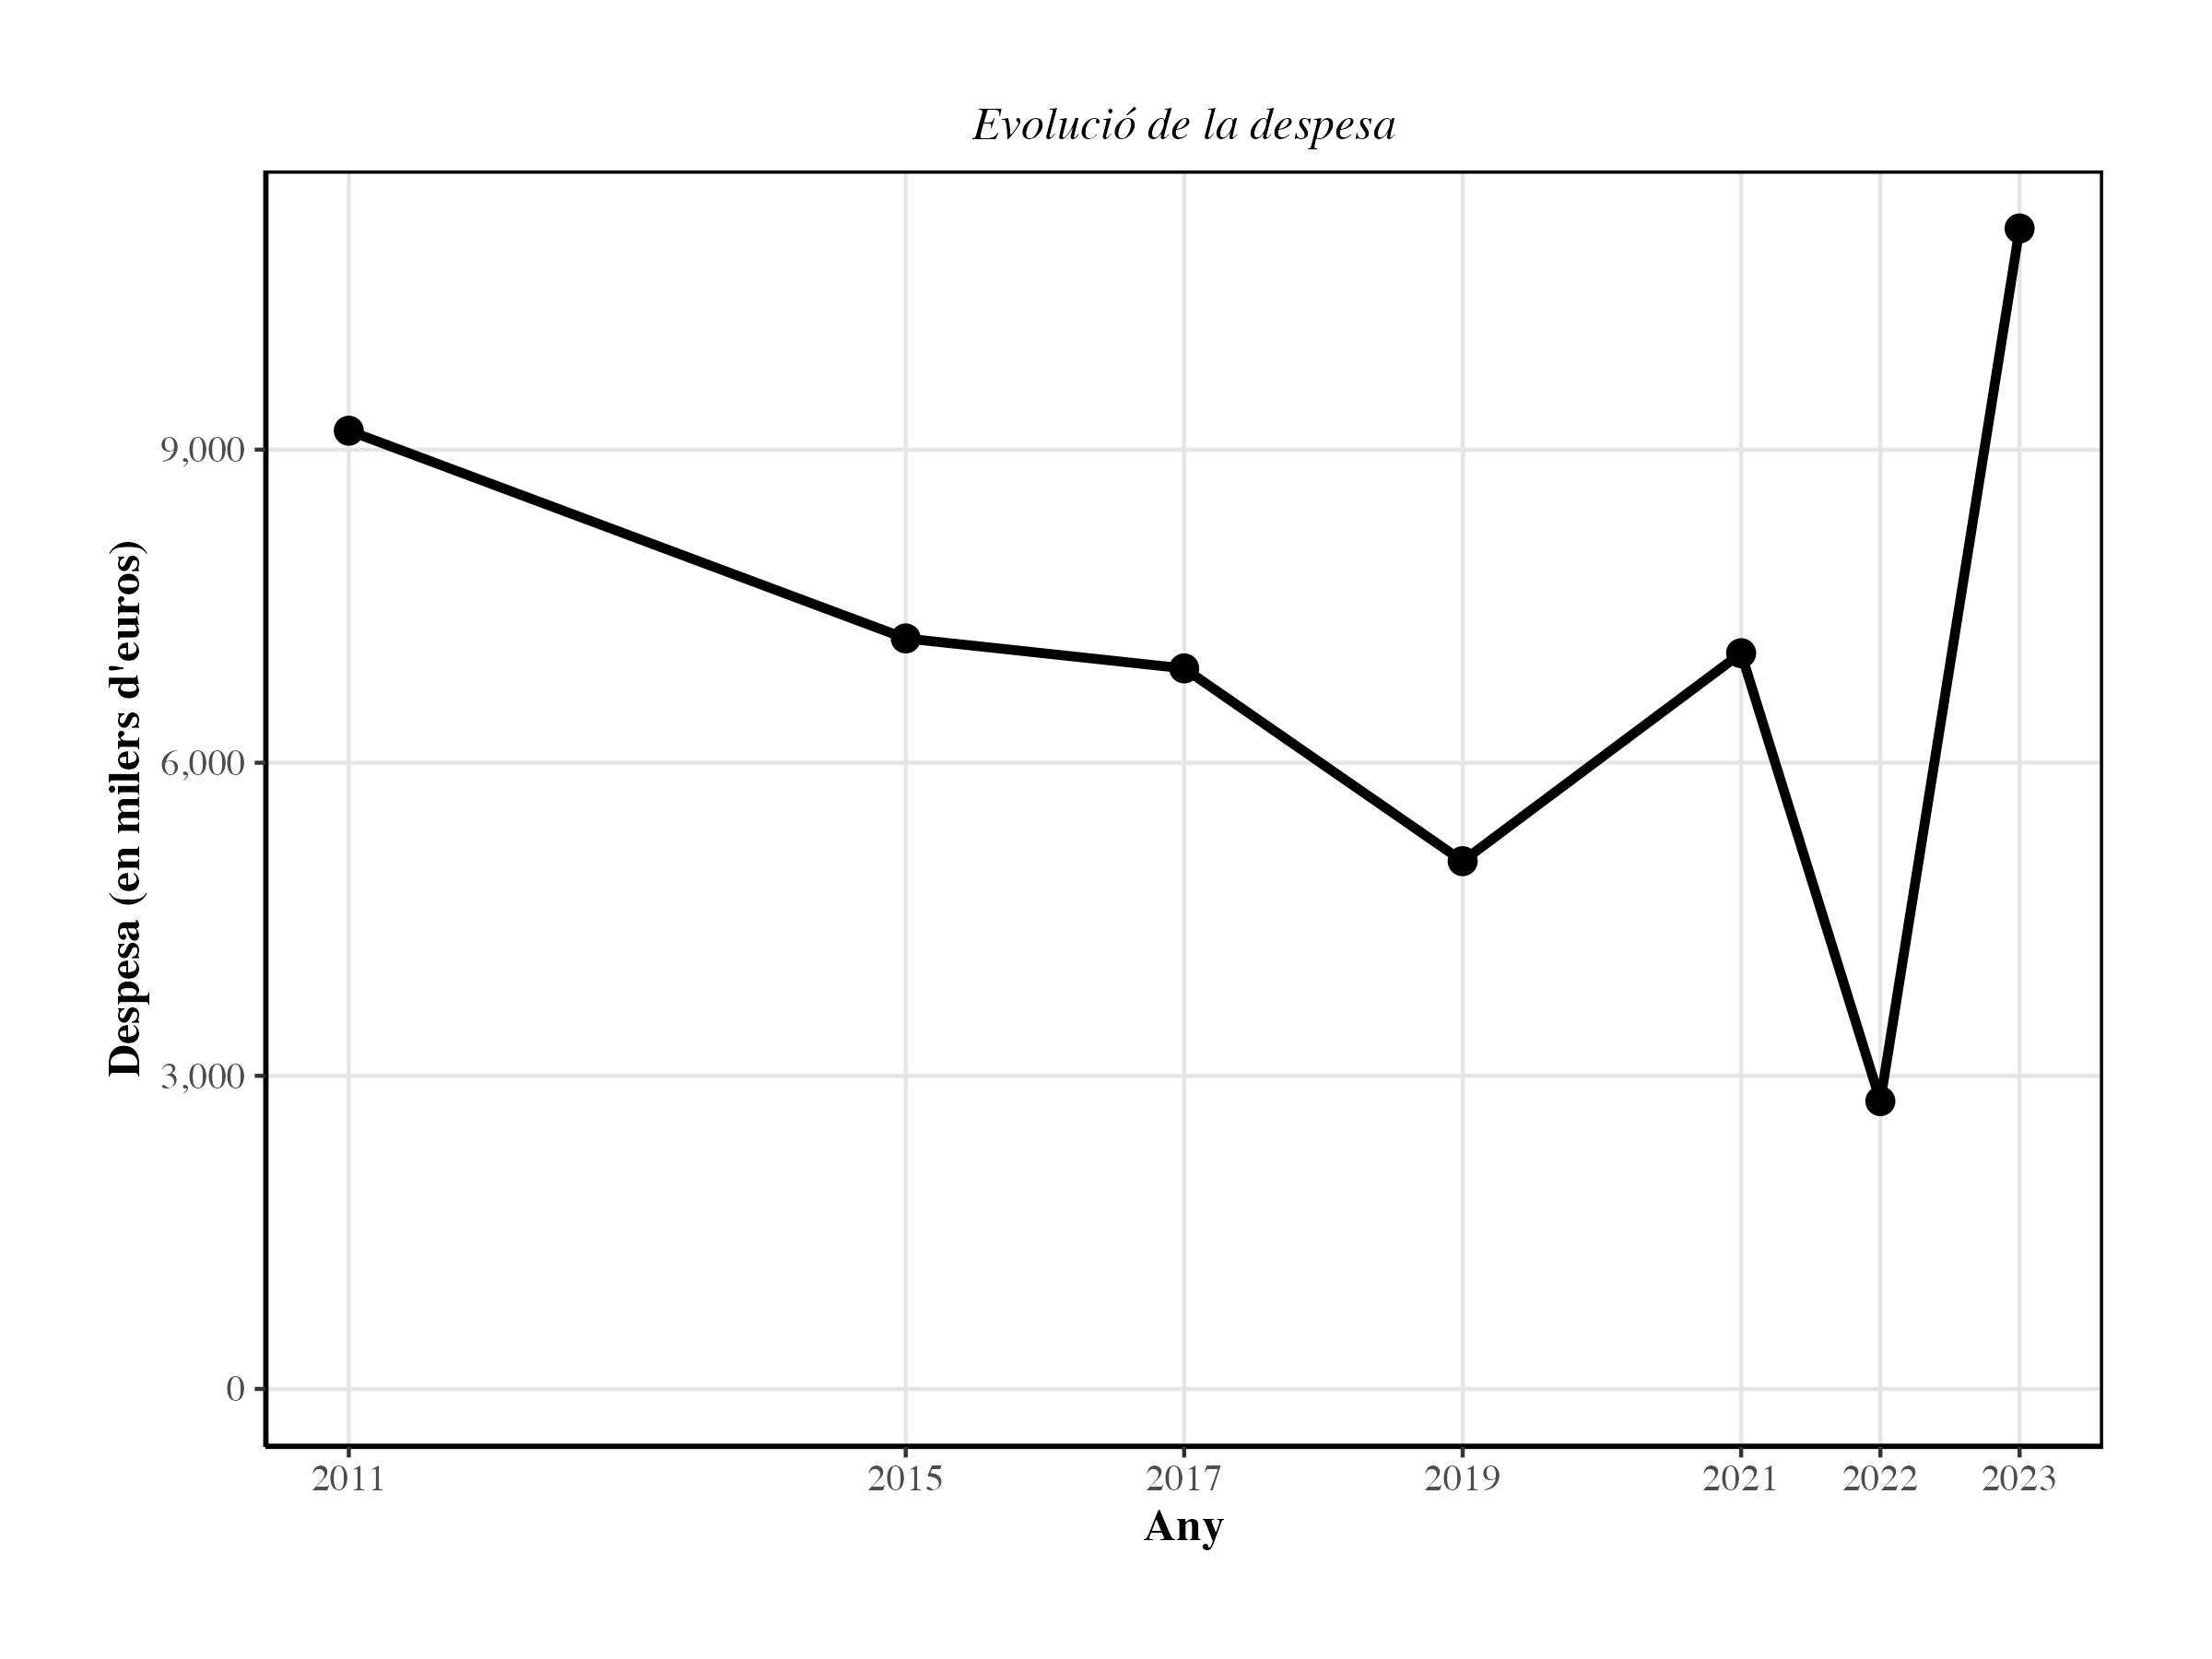 Evolució de la despesa
Despesa (en milers d'euros)
9,000
6,000
3,000
0
2011 2015 2017 2019 2021 2022 2023
Any